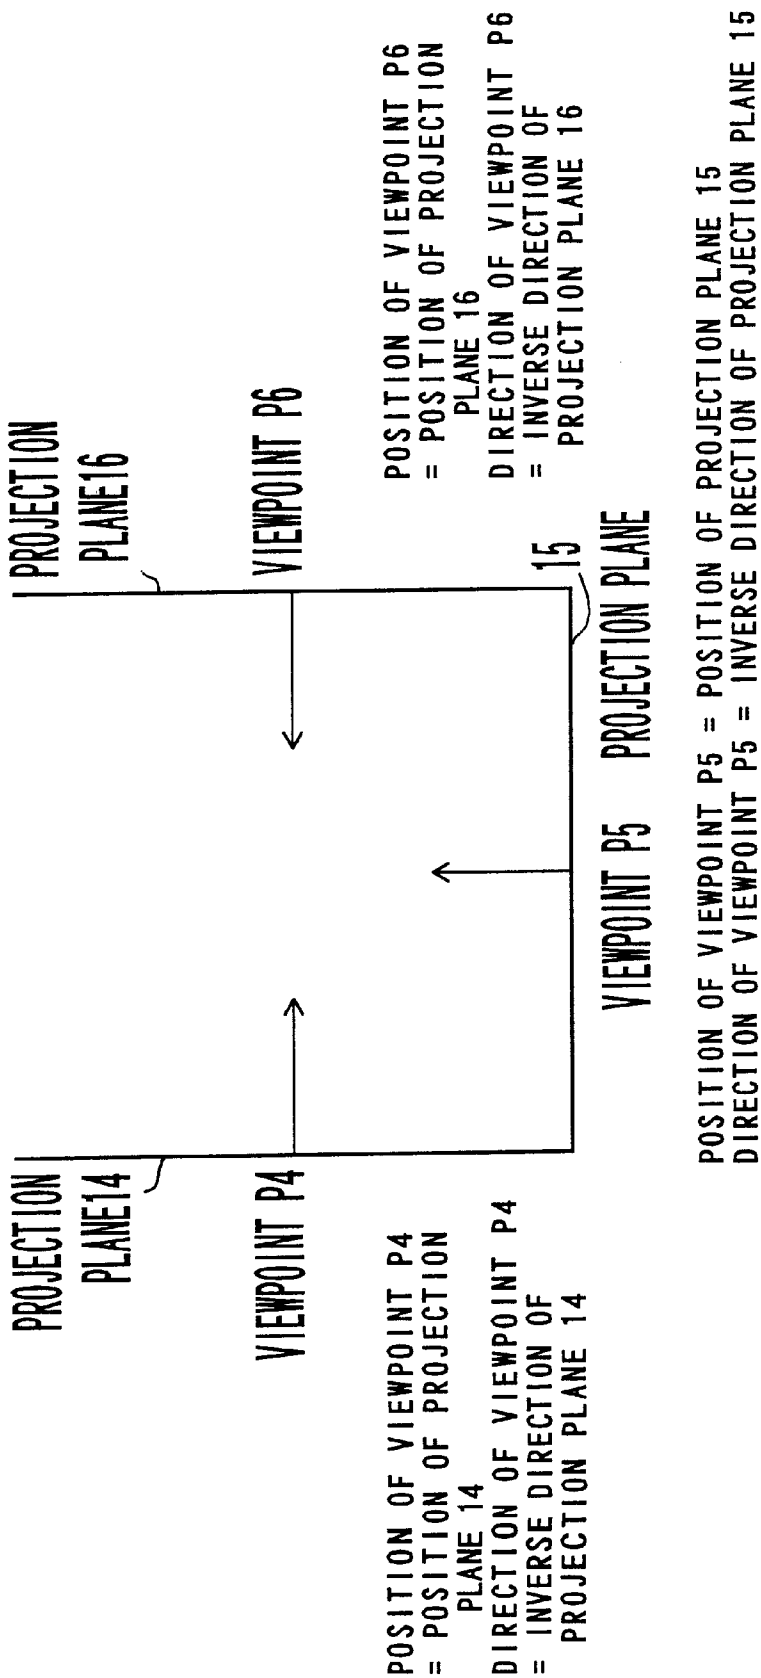 PROJECTION
PLANE14
VIEWPOINT P4
POSITION OF VIEWPOINT P4
= POSITION OF PROJECTION
PLANE 14
DIRECTION OF VIEWPOINT P4
= INVERSE DIRECTION OF
PROJECTION PLANE 14
PROJECTION
PLANE16
VIEWPOINT P6
POSITION OF VIEWPOINT P6
= POSITION OF PROJECTION
PLANE 16
DIRECTION OF VIEWPOINT P6
= INVERSE DIRECTION OF
PROJECTION PLANE 16
15
VIEWPOINT P5 PROJECTION PLANE
POSITION OF VIEWPOINT P5 = POSITION OF PROJECTION PLANE 15
DIRECTION OF VIEWPOINT P5 = INVERSE DIRECTION OF PROJECTION PLANE 15